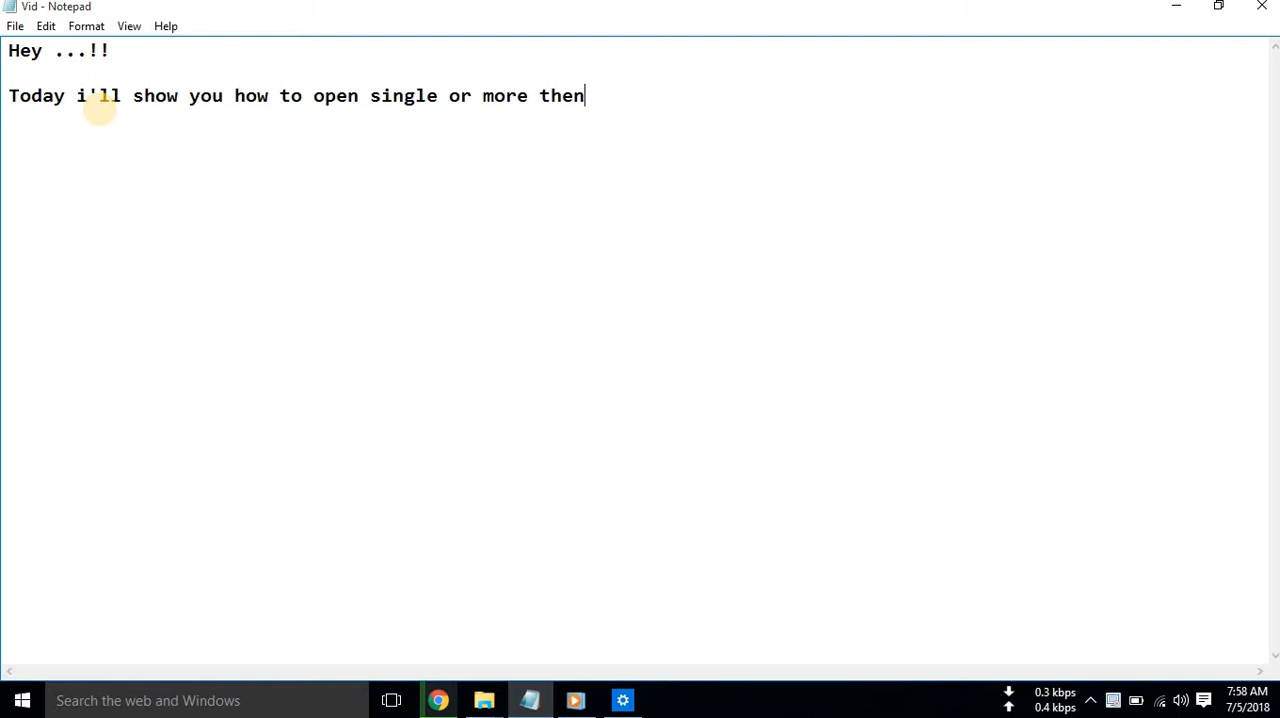 Vid - Notepad
File Edit Format View Help
Hey ...!!
Today i'll show you how to open single or more then
Search the web and Windows
0.3 kbps
0.4 kbps
7:58 AM
7/5/2018